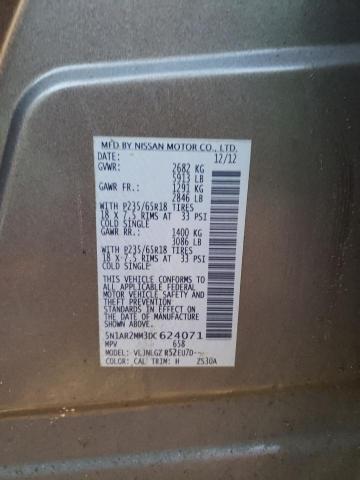 MFD BY NISSAN MOTOR CO., LTD.
DATE: 12/12
GVWR: 2682 KG
5913 LB
GAWR FR: 1291 KG
2846 LB
WITH P235/65R18 TIRES
18 X 7.5 RIMS AT 33 PSI
COLD SINGLE
GAWR RR: 1400 KG
3086 LB
WITH P235/65R18 TIRES
18 X 7.5 RIMS AT 33 PSI
COLD SINGLE
THIS VEHICLE CONFORMS TO
ALL APPLICABLE FEDERAL
MOTOR VEHICLE SAFETY
STANDARDS, BUMPER STANDARDS,
AND THEFT PREVENTION
STANDARD IN EFFECT ON THE
DATE OF MANUFACTURE
SHOWN ABOVE.
5N1AR2MM3DC624071
MPV 658
MODEL: VLJNLGZ R52EU7D--
COLOR: CAL TRIM: H ZS30A